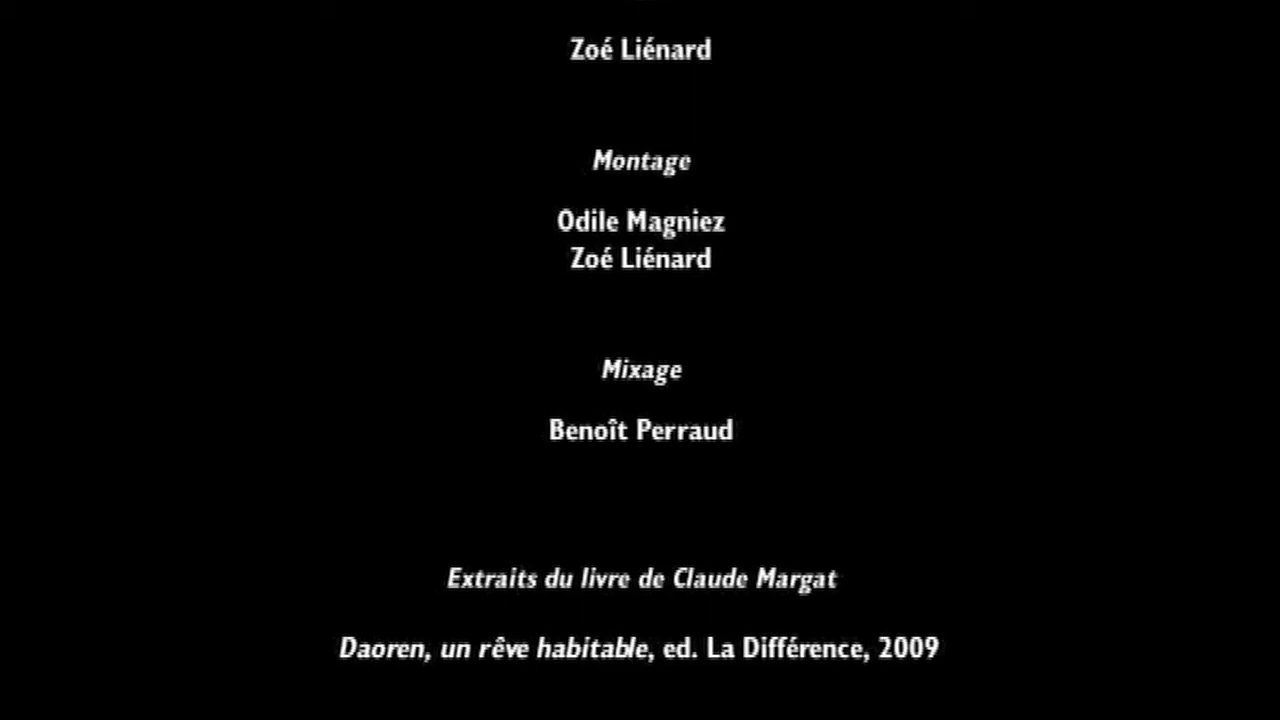 Zoé Liénard
Montage
Odile Magniez
Zoé Liénard
Mixage
Benoît Perraud
Extraits du livre de Claude Margat
Daoren, un rêve habitable, ed. La Différence, 2009